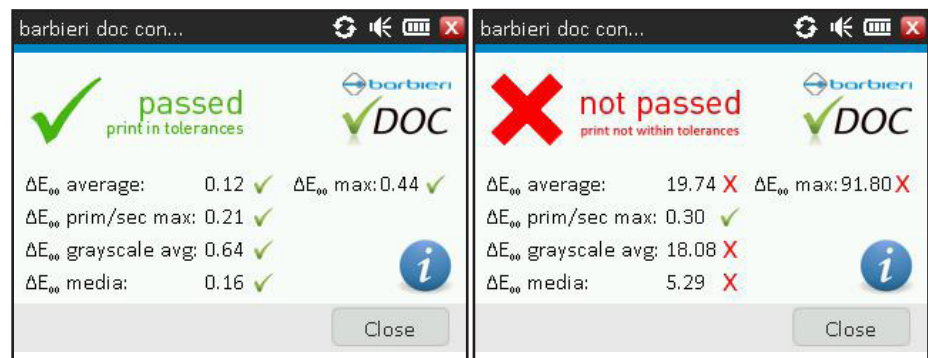 barbieri doc con...
passed
print in tolerances
barbieri
DOC
ΔE₀₀ average: 0.12 ✓ ΔE₀₀ max: 0.44 ✓
ΔE₀₀ prim/sec max: 0.21 ✓
ΔE₀₀ grayscale avg: 0.64 ✓
ΔE₀₀ media: 0.16 ✓
i
Close
barbieri doc con...
not passed
print not within tolerances
barbieri
DOC
ΔE₀₀ average: 19.74 X ΔE₀₀ max: 91.80 X
ΔE₀₀ prim/sec max: 0.30 ✓
ΔE₀₀ grayscale avg: 18.08 X
ΔE₀₀ media: 5.29 X
i
Close